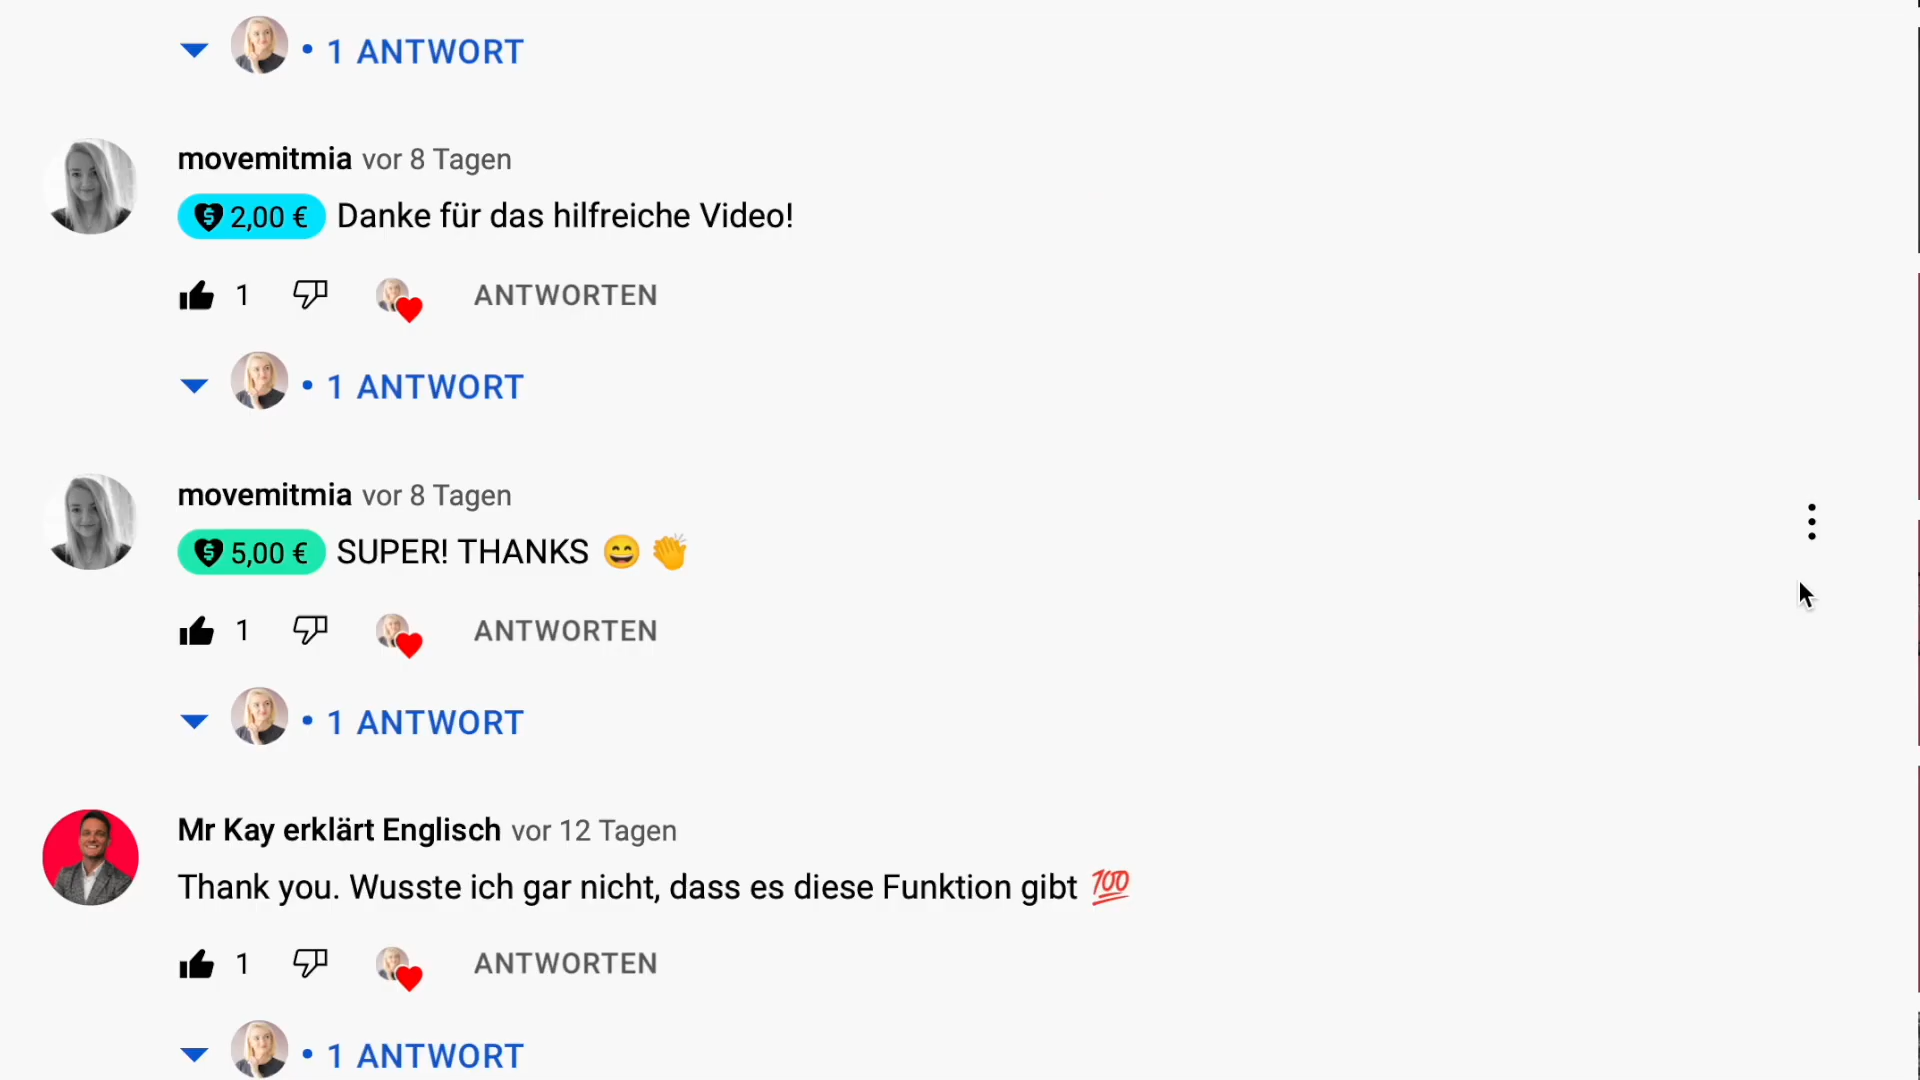 • 1 ANTWORT
movemitmia vor 8 Tagen
2,00 € Danke für das hilfreiche Video!
1 ANTWORTEN
• 1 ANTWORT
movemitmia vor 8 Tagen
5,00 € SUPER! THANKS 😄 👏
1 ANTWORTEN
• 1 ANTWORT
Mr Kay erklärt Englisch vor 12 Tagen
Thank you. Wusste ich gar nicht, dass es diese Funktion gibt 💯
1 ANTWORTEN
• 1 ANTWORT